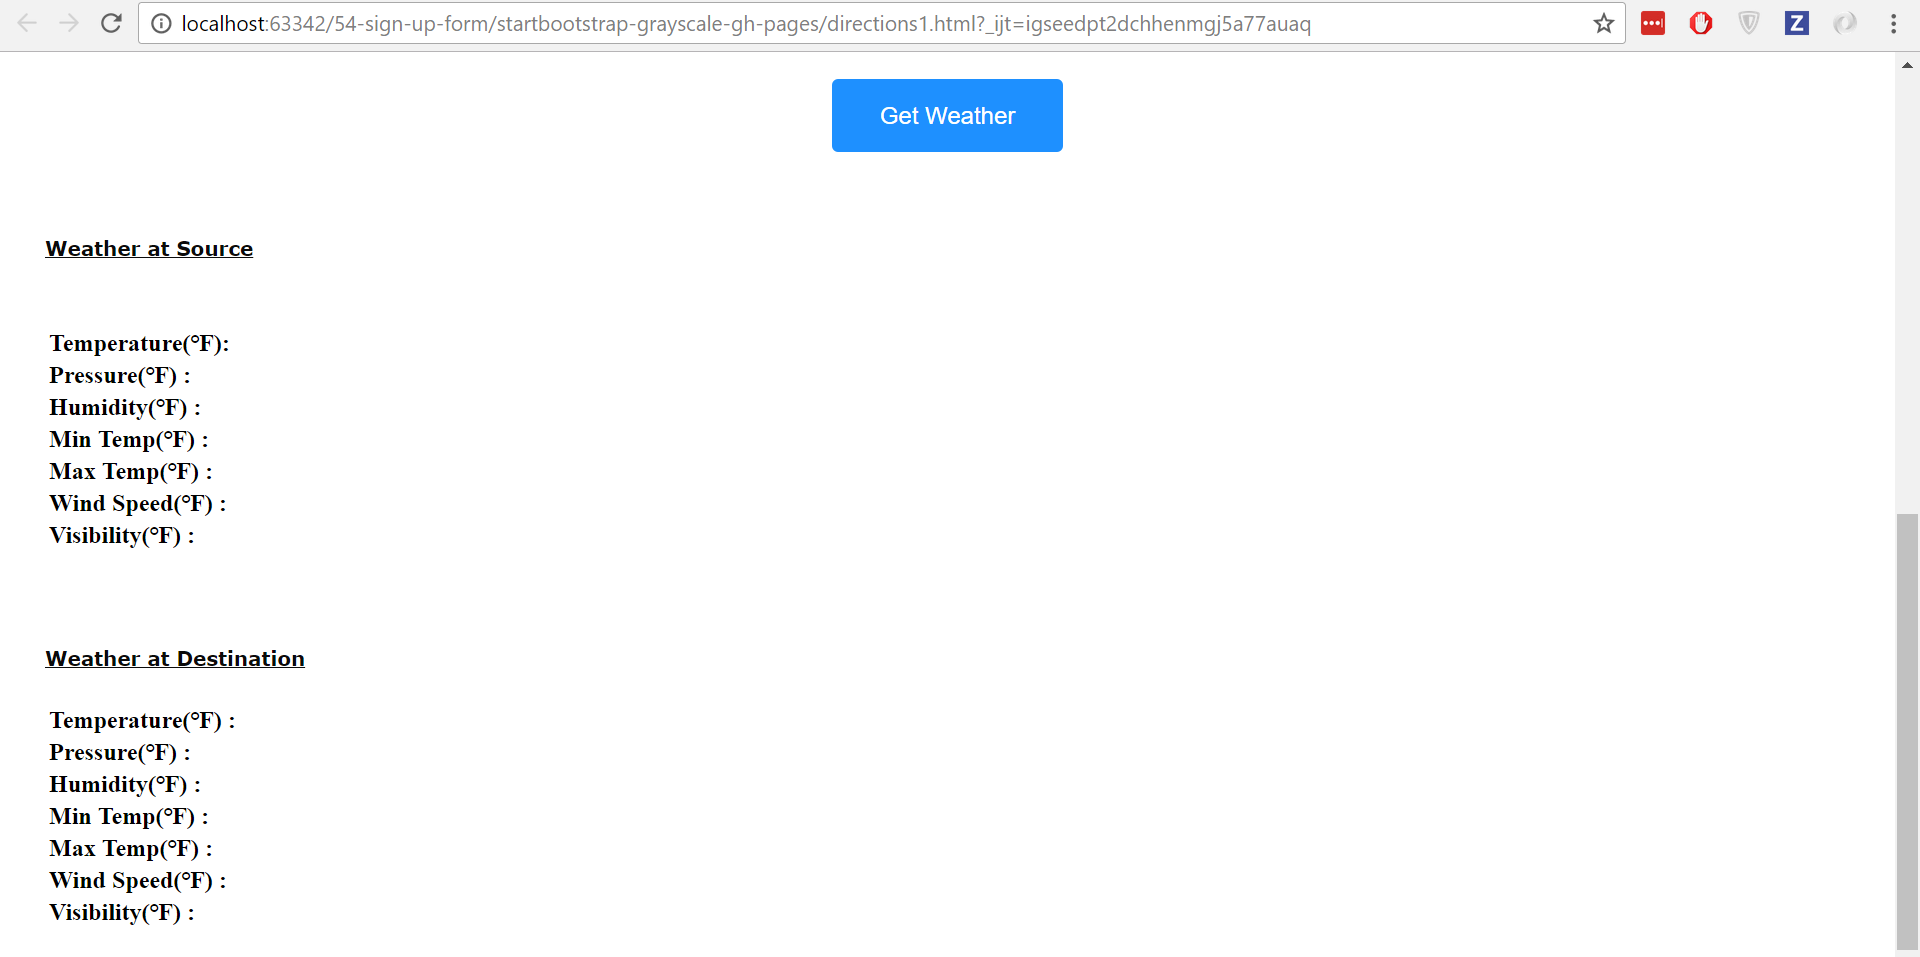 localhost:63342/54-sign-up-form/startbootstrap-grayscale-gh-pages/directions1.html?_ijt=igseedpt2dchhenmgj5a77auaq
Z
Get Weather
Weather at Source
Temperature(°F):
Pressure(°F) :
Humidity(°F) :
Min Temp(°F) :
Max Temp(°F) :
Wind Speed(°F) :
Visibility(°F) :
Weather at Destination
Temperature(°F) :
Pressure(°F) :
Humidity(°F) :
Min Temp(°F) :
Max Temp(°F) :
Wind Speed(°F) :
Visibility(°F) :